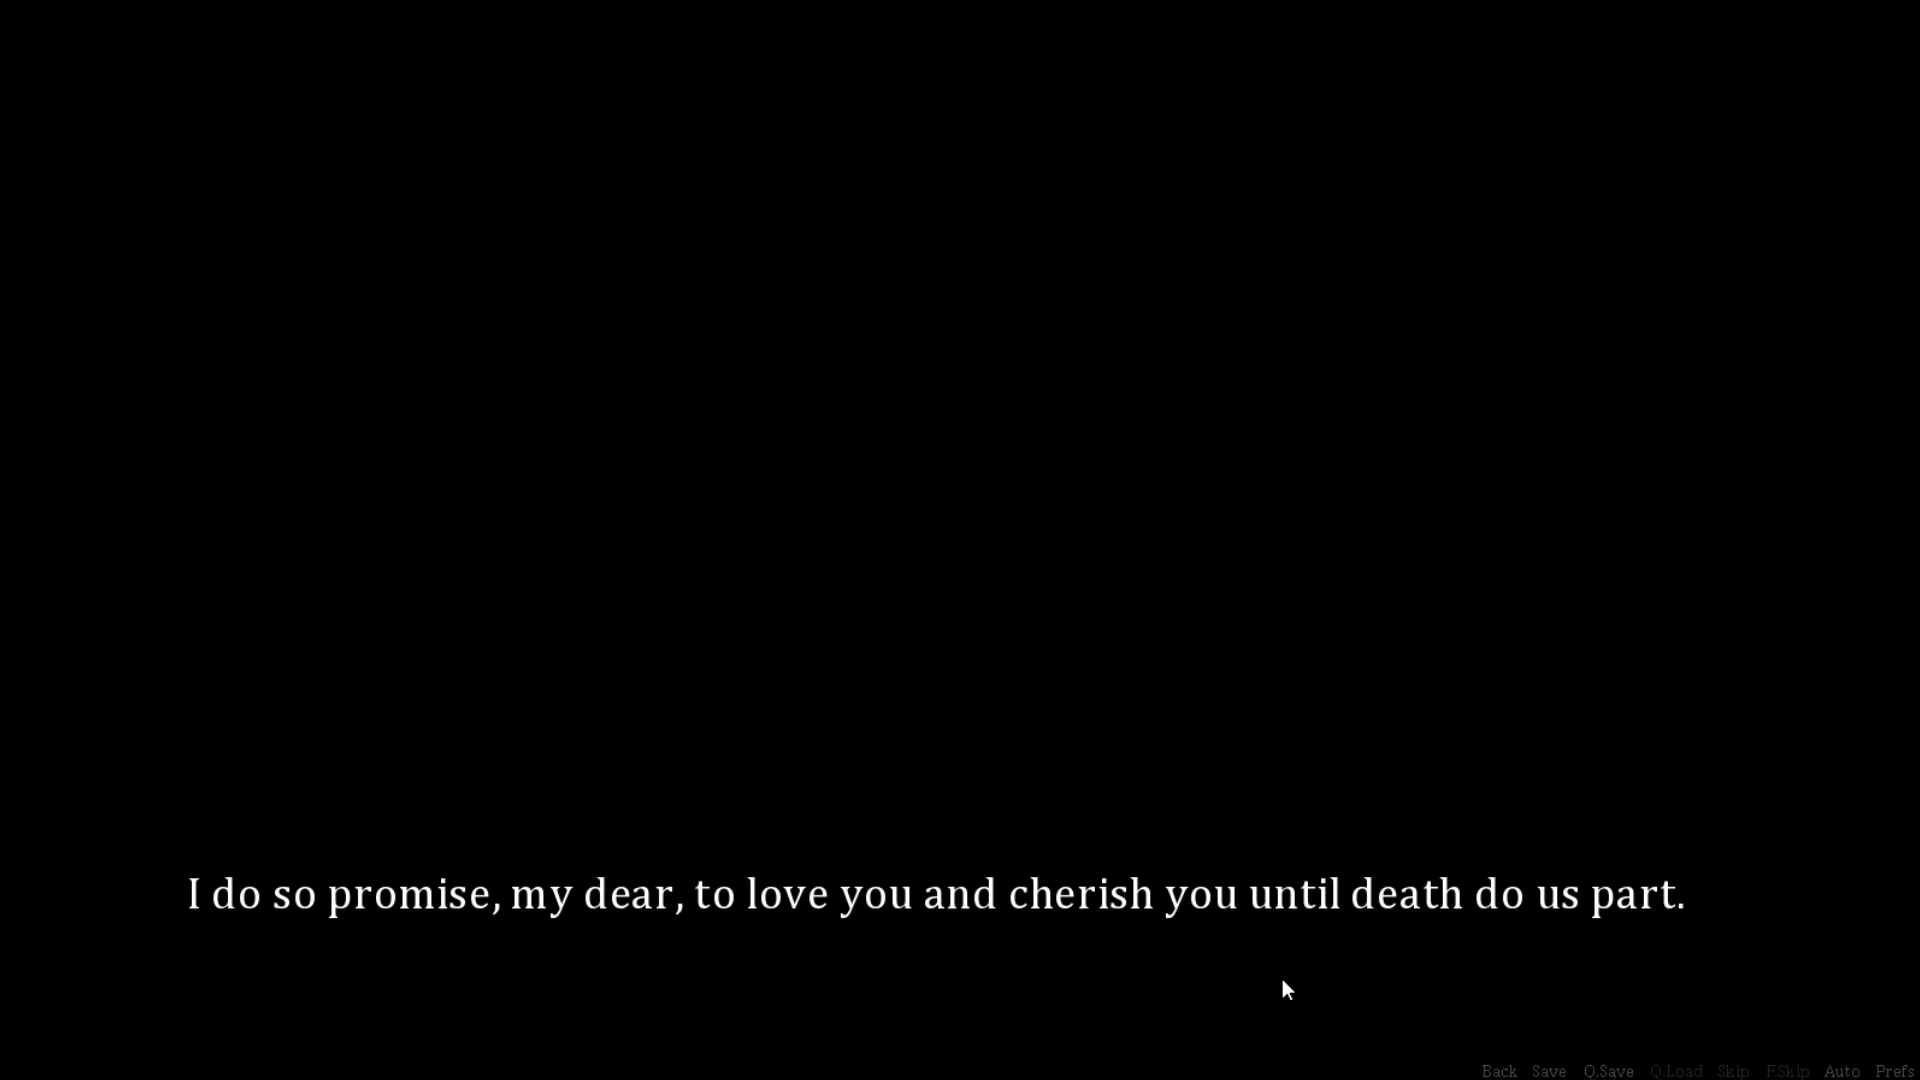 I do so promise, my dear, to love you and cherish you until death do us part.
Back Save Q.Save Q.Load Skip F.Skip Auto Prefs